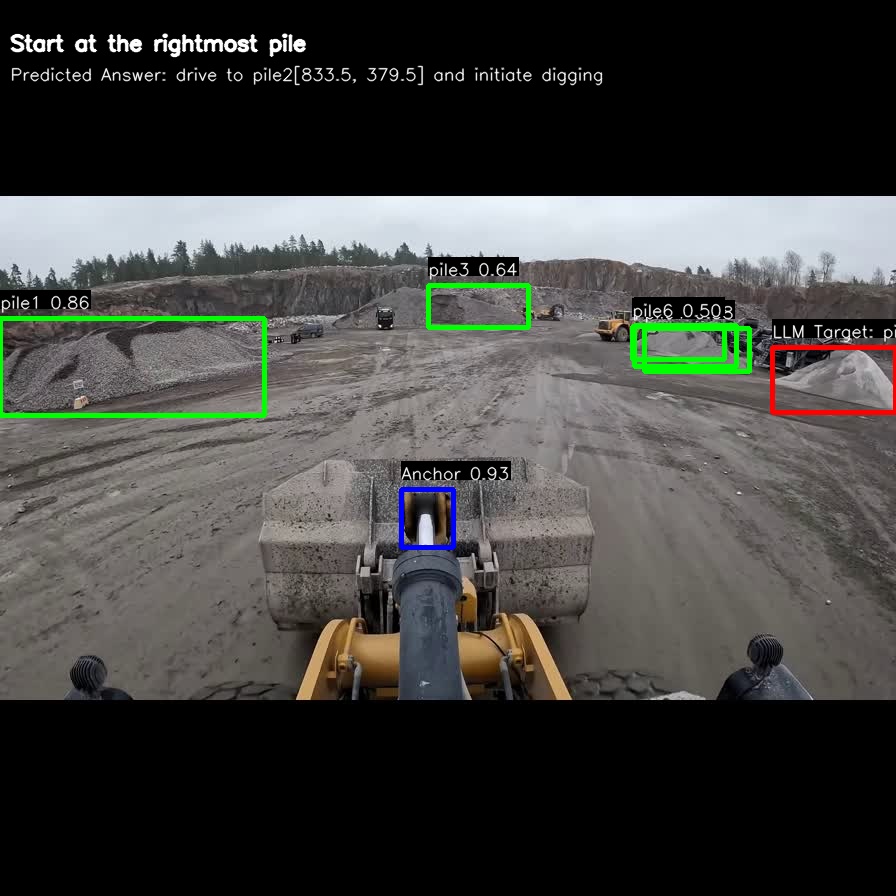 Start at the rightmost pile
Predicted Answer: drive to pile2[833.5, 379.5] and initiate digging
pile3 0.64
pile1 0.86
pile6 0.50
LLM Target: pi
Anchor 0.93